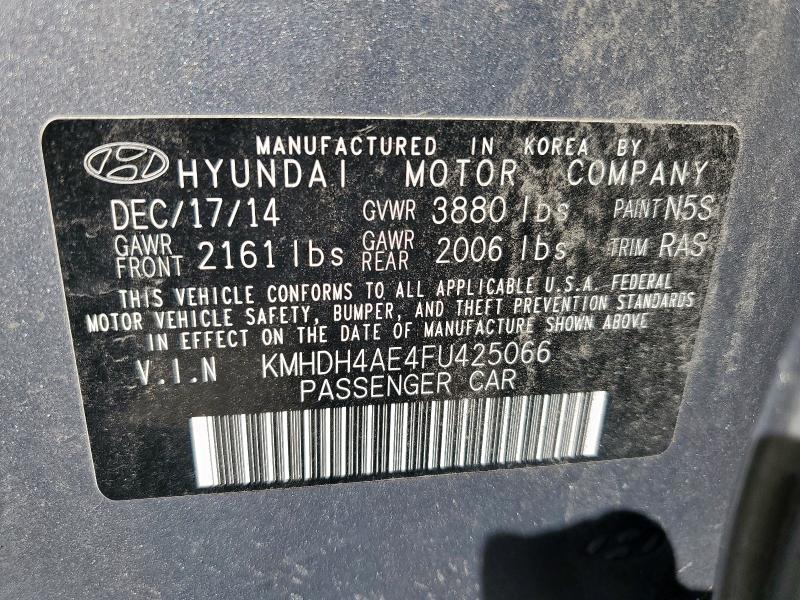 MANUFACTURED IN KOREA BY
HYUNDAI MOTOR COMPANY
DEC/17/14 GVWR 3880 lbs PAINT N5S
GAWR FRONT 2161 lbs GAWR REAR 2006 lbs TRIM RAS
THIS VEHICLE CONFORMS TO ALL APPLICABLE U.S.A. FEDERAL
MOTOR VEHICLE SAFETY, BUMPER, AND THEFT PREVENTION STANDARDS
IN EFFECT ON THE DATE OF MANUFACTURE SHOWN ABOVE
V.I.N KMHDH4AE4FU425066
PASSENGER CAR